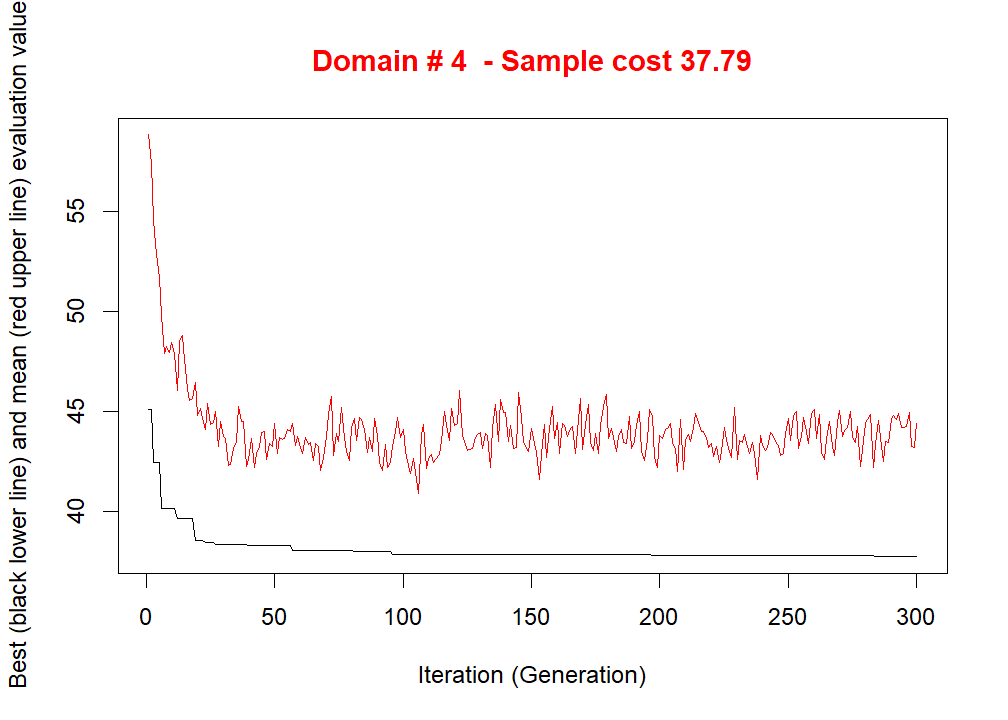 Domain # 4  - Sample cost 37.79
Best (black lower line) and mean (red upper line) evaluation value
55
50
45
40
0 50 100 150 200 250 300
Iteration (Generation)